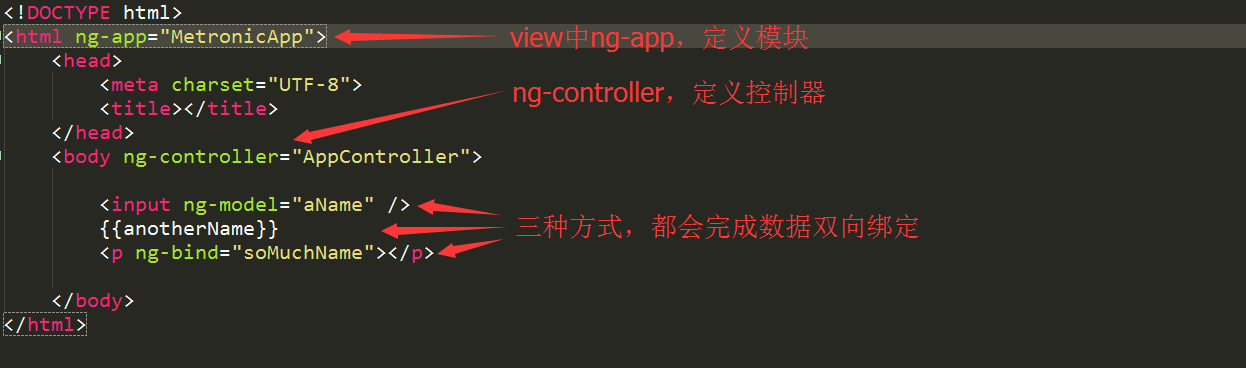 <!DOCTYPE html>
<html ng-app="MetronicApp"> view中ng-app，定义模块
<head>
<meta charset="UTF-8"> ng-controller，定义控制器
<title></title>
</head>
<body ng-controller="AppController">
<input ng-model="aName" />
{{anotherName}} 三种方式，都会完成数据双向绑定
<p ng-bind="soMuchName"></p>
</body>
</html>